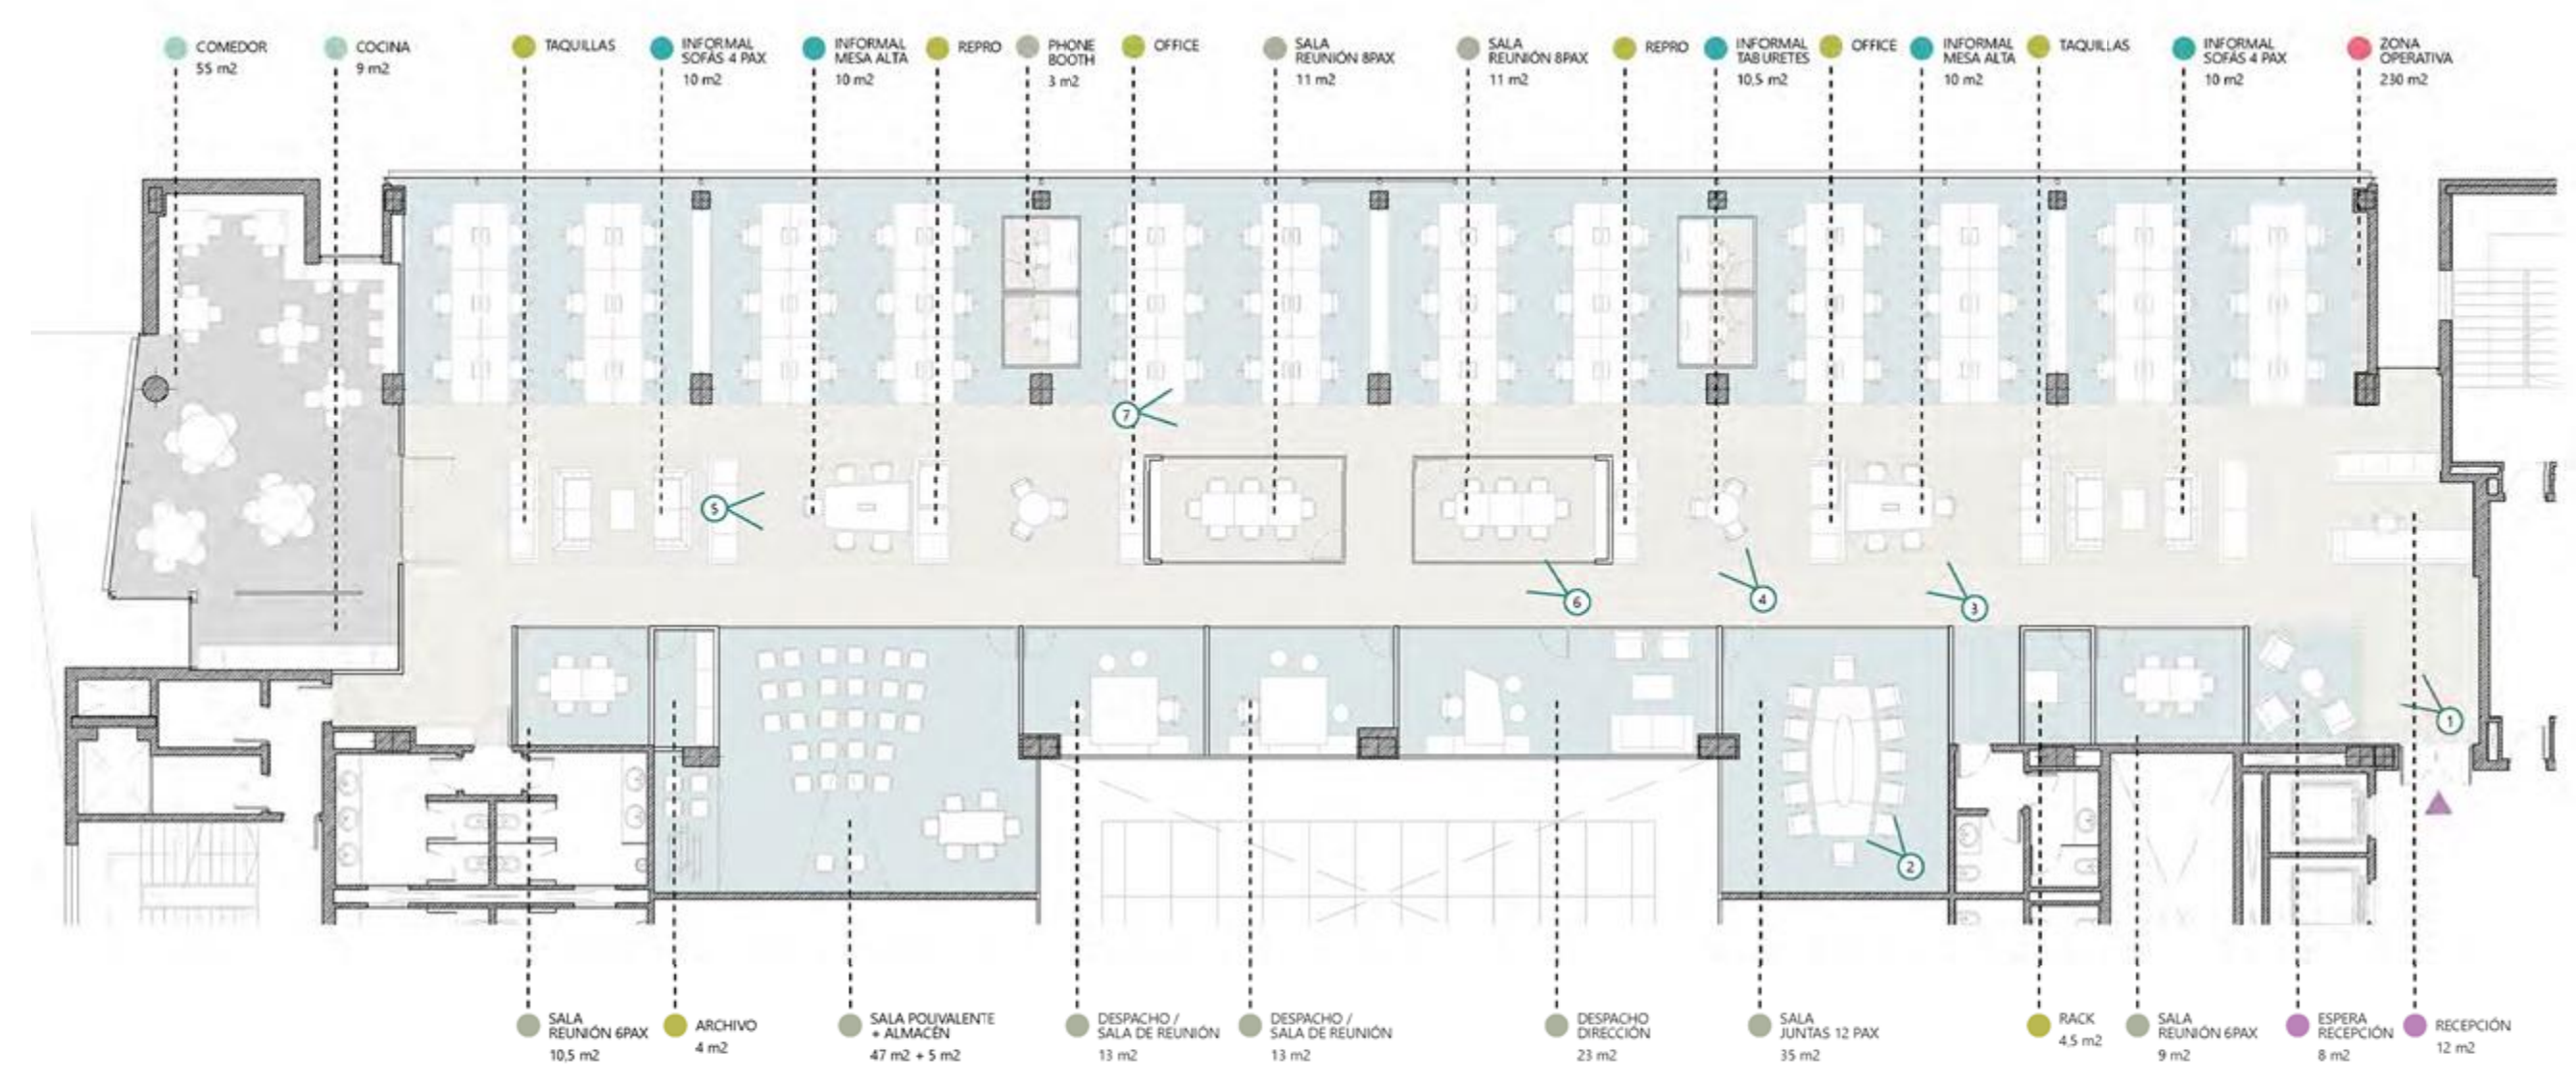 COMEDOR
55 m2
COCINA
9 m2
TAQUILLAS
INFORMAL
SOFÁS 4 PAX
10 m2
INFORMAL
MESA ALTA
10 m2
REPRO
PHONE
BOOTH
3 m2
OFFICE
SALA
REUNIÓN 8PAX
11 m2
SALA
REUNIÓN 8PAX
11 m2
REPRO
INFORMAL
TABURETES
10,5 m2
OFFICE
INFORMAL
MESA ALTA
10 m2
TAQUILLAS
INFORMAL
SOFÁS 4 PAX
10 m2
ZONA
OPERATIVA
230 m2
7
5
6
4
3
1
2
SALA
REUNIÓN 6PAX
10,5 m2
ARCHIVO
4 m2
SALA POLIVALENTE
+ ALMACÉN
47 m2 + 5 m2
DESPACHO /
SALA DE REUNIÓN
13 m2
DESPACHO /
SALA DE REUNIÓN
13 m2
DESPACHO
DIRECCIÓN
23 m2
SALA
JUNTAS 12 PAX
35 m2
RACK
4,5 m2
SALA
REUNIÓN 6PAX
9 m2
ESPERA
RECEPCIÓN
8 m2
RECEPCIÓN
12 m2